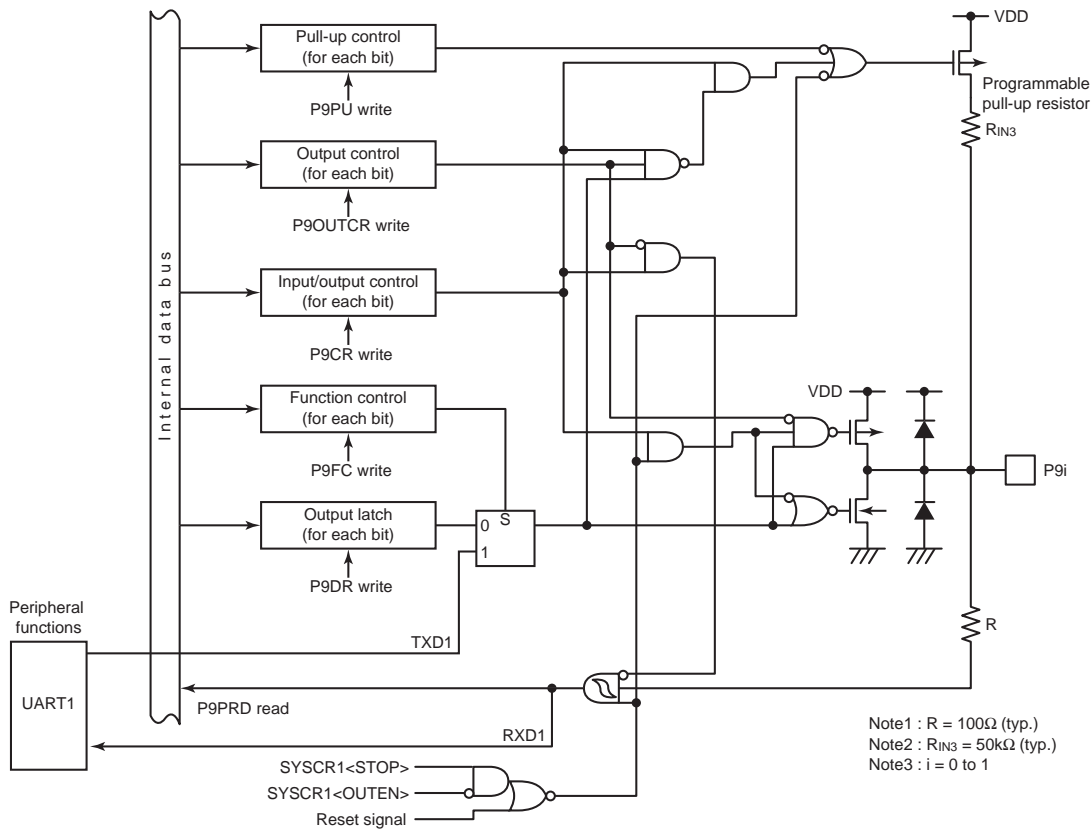 VDD
Pull-up control
(for each bit)
P9PU write
Programmable
pull-up resistor
RIN3
Output control
(for each bit)
P9OUTCR write
Internal data bus
Input/output control
(for each bit)
P9CR write
Function control
(for each bit)
P9FC write
VDD
P9i
Output latch
(for each bit)
P9DR write
S
0
1
Peripheral
functions
UART1
TXD1
R
P9PRD read
RXD1
SYSCR1<STOP>
SYSCR1<OUTEN>
Reset signal
Note1 : R = 100Ω (typ.)
Note2 : RIN3 = 50kΩ (typ.)
Note3 : i = 0 to 1